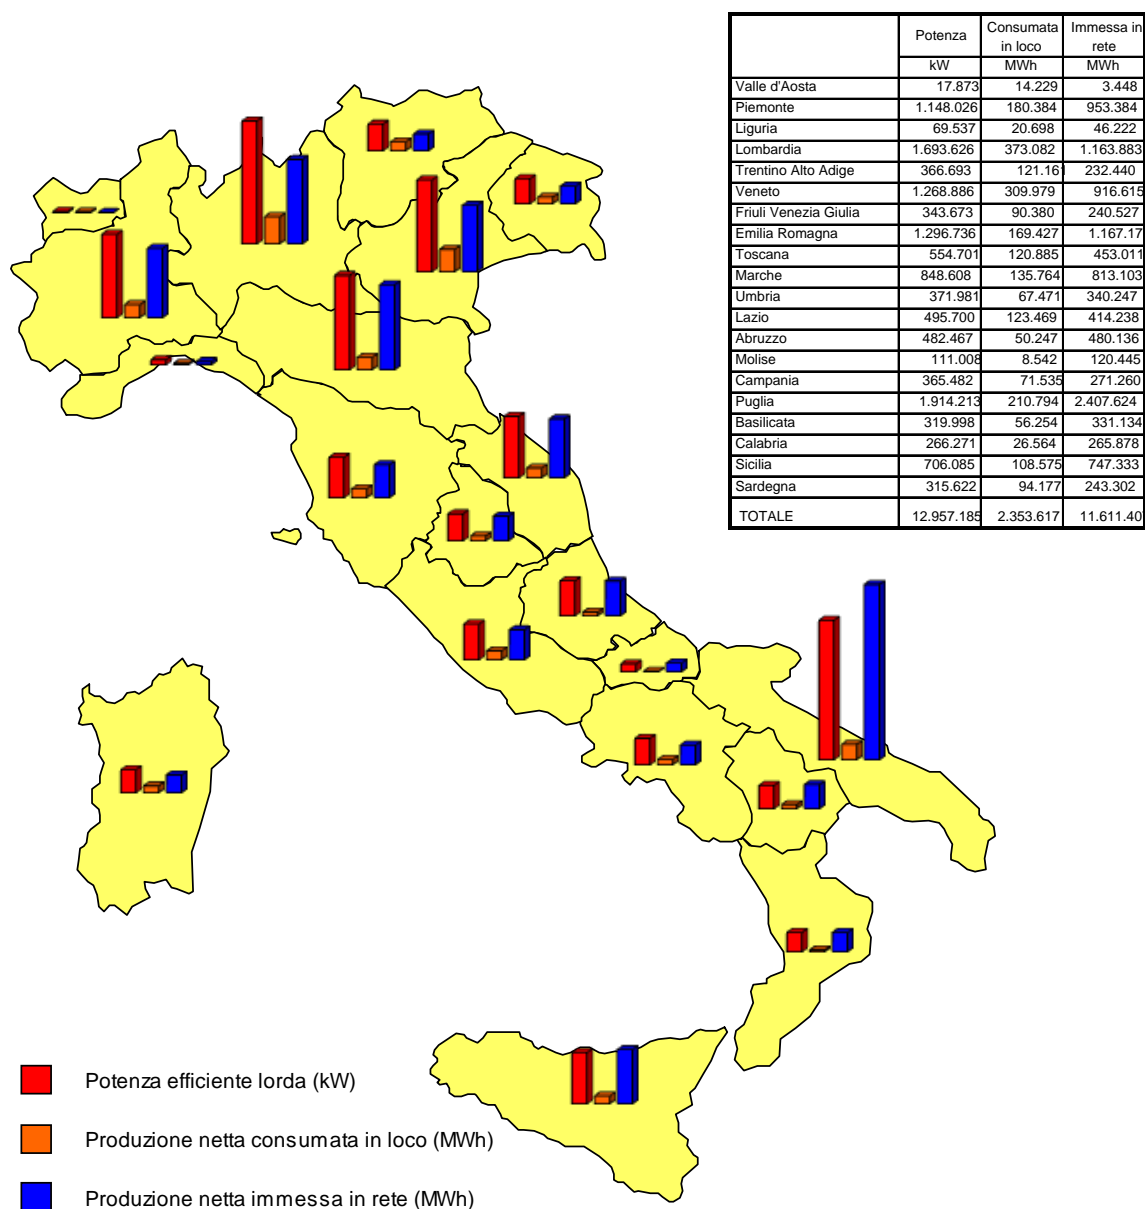 Potenza Consumata in loco Immessa in rete
kW MWh MWh
Valle d'Aosta 17.873 14.229 3.448
Piemonte 1.148.026 180.384 953.384
Liguria 69.537 20.698 46.222
Lombardia 1.693.626 373.082 1.163.883
Trentino Alto Adige 366.693 121.161 232.440
Veneto 1.268.886 309.979 916.615
Friuli Venezia Giulia 343.673 90.380 240.527
Emilia Romagna 1.296.736 169.427 1.167.17
Toscana 554.701 120.885 453.011
Marche 848.608 135.764 813.103
Umbria 371.981 67.471 340.247
Lazio 495.700 123.469 414.238
Abruzzo 482.467 50.247 480.136
Molise 111.008 8.542 120.445
Campania 365.482 71.535 271.260
Puglia 1.914.213 210.794 2.407.624
Basilicata 319.998 56.254 331.134
Calabria 266.271 26.564 265.878
Sicilia 706.085 108.575 747.333
Sardegna 315.622 94.177 243.302
TOTALE 12.957.185 2.353.617 11.611.40
Potenza efficiente lorda (kW)
Produzione netta consumata in loco (MWh)
Produzione netta immessa in rete (MWh)